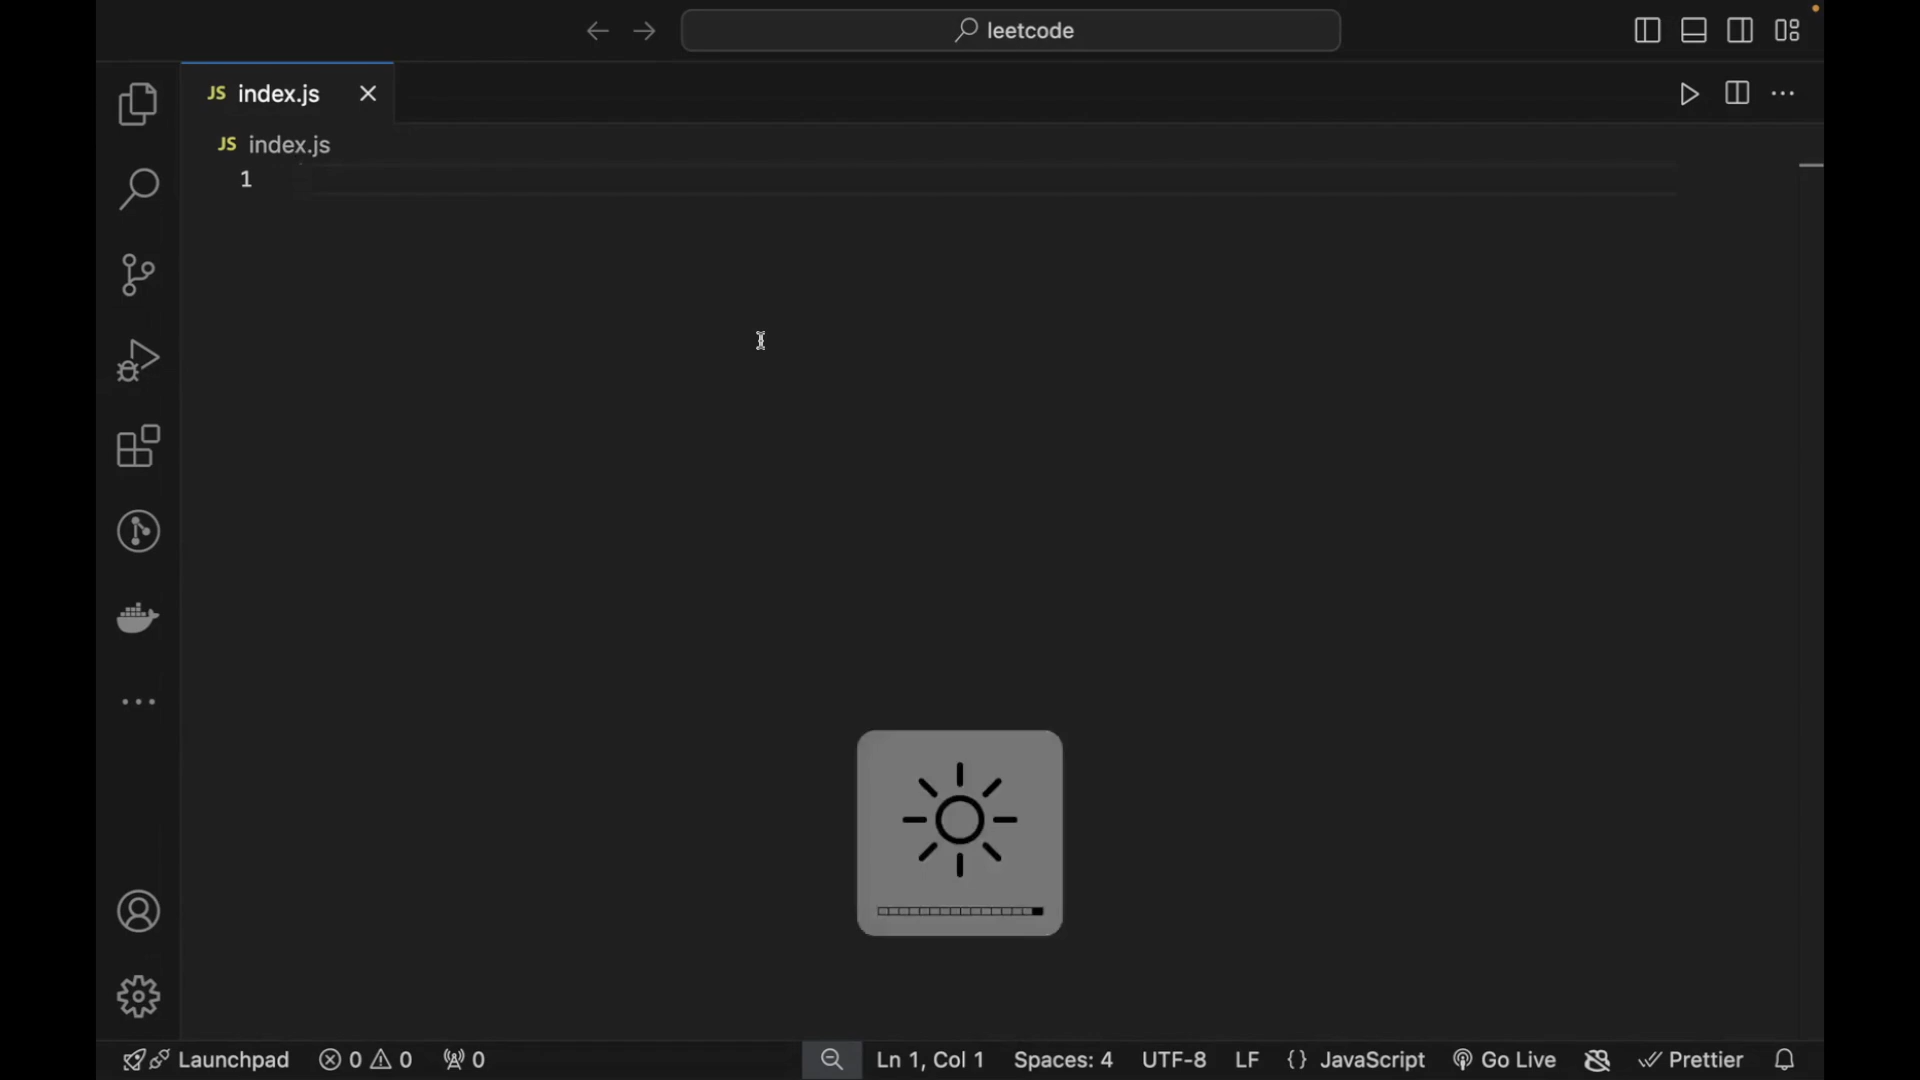 leetcode
JS index.js
JS index.js
1
Launchpad 0 0 0 Ln 1, Col 1 Spaces: 4 UTF-8 LF {} JavaScript Go Live Prettier